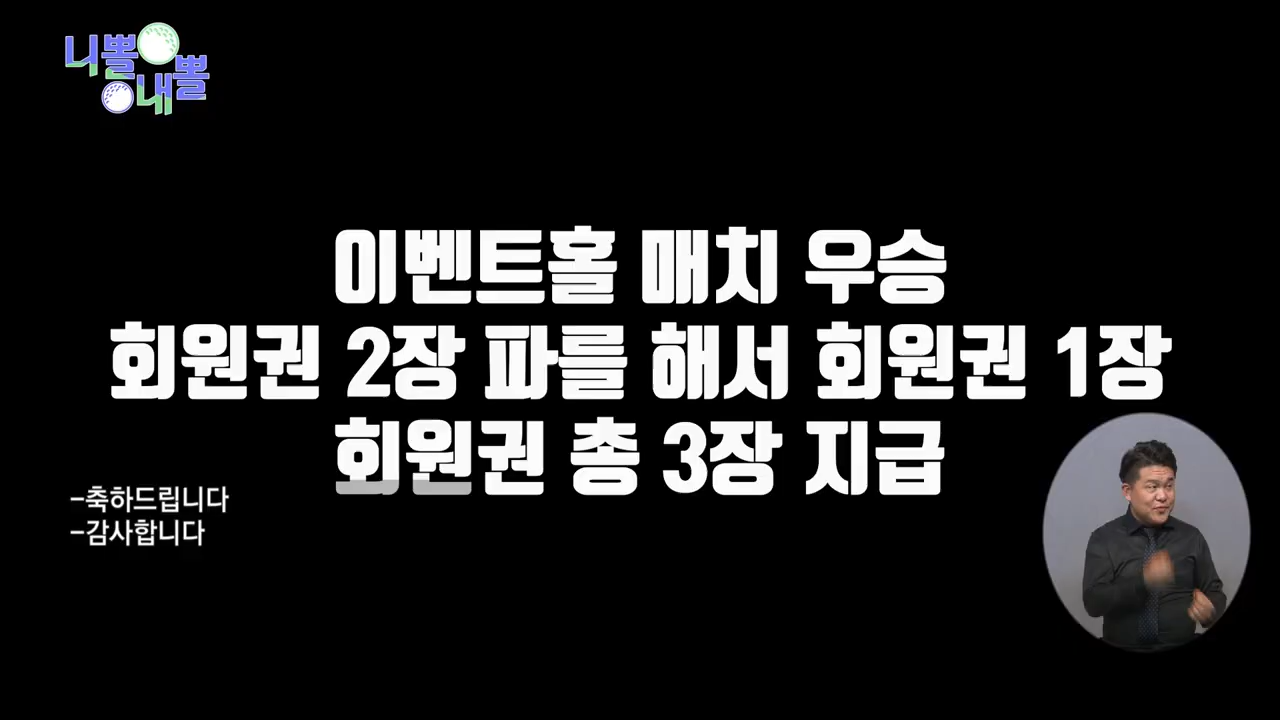 니뽈
내뽈
이벤트홀 매치 우승
회원권 2장 파를 해서 회원권 1장
회원권 총 3장 지급
-축하드립니다
-감사합니다